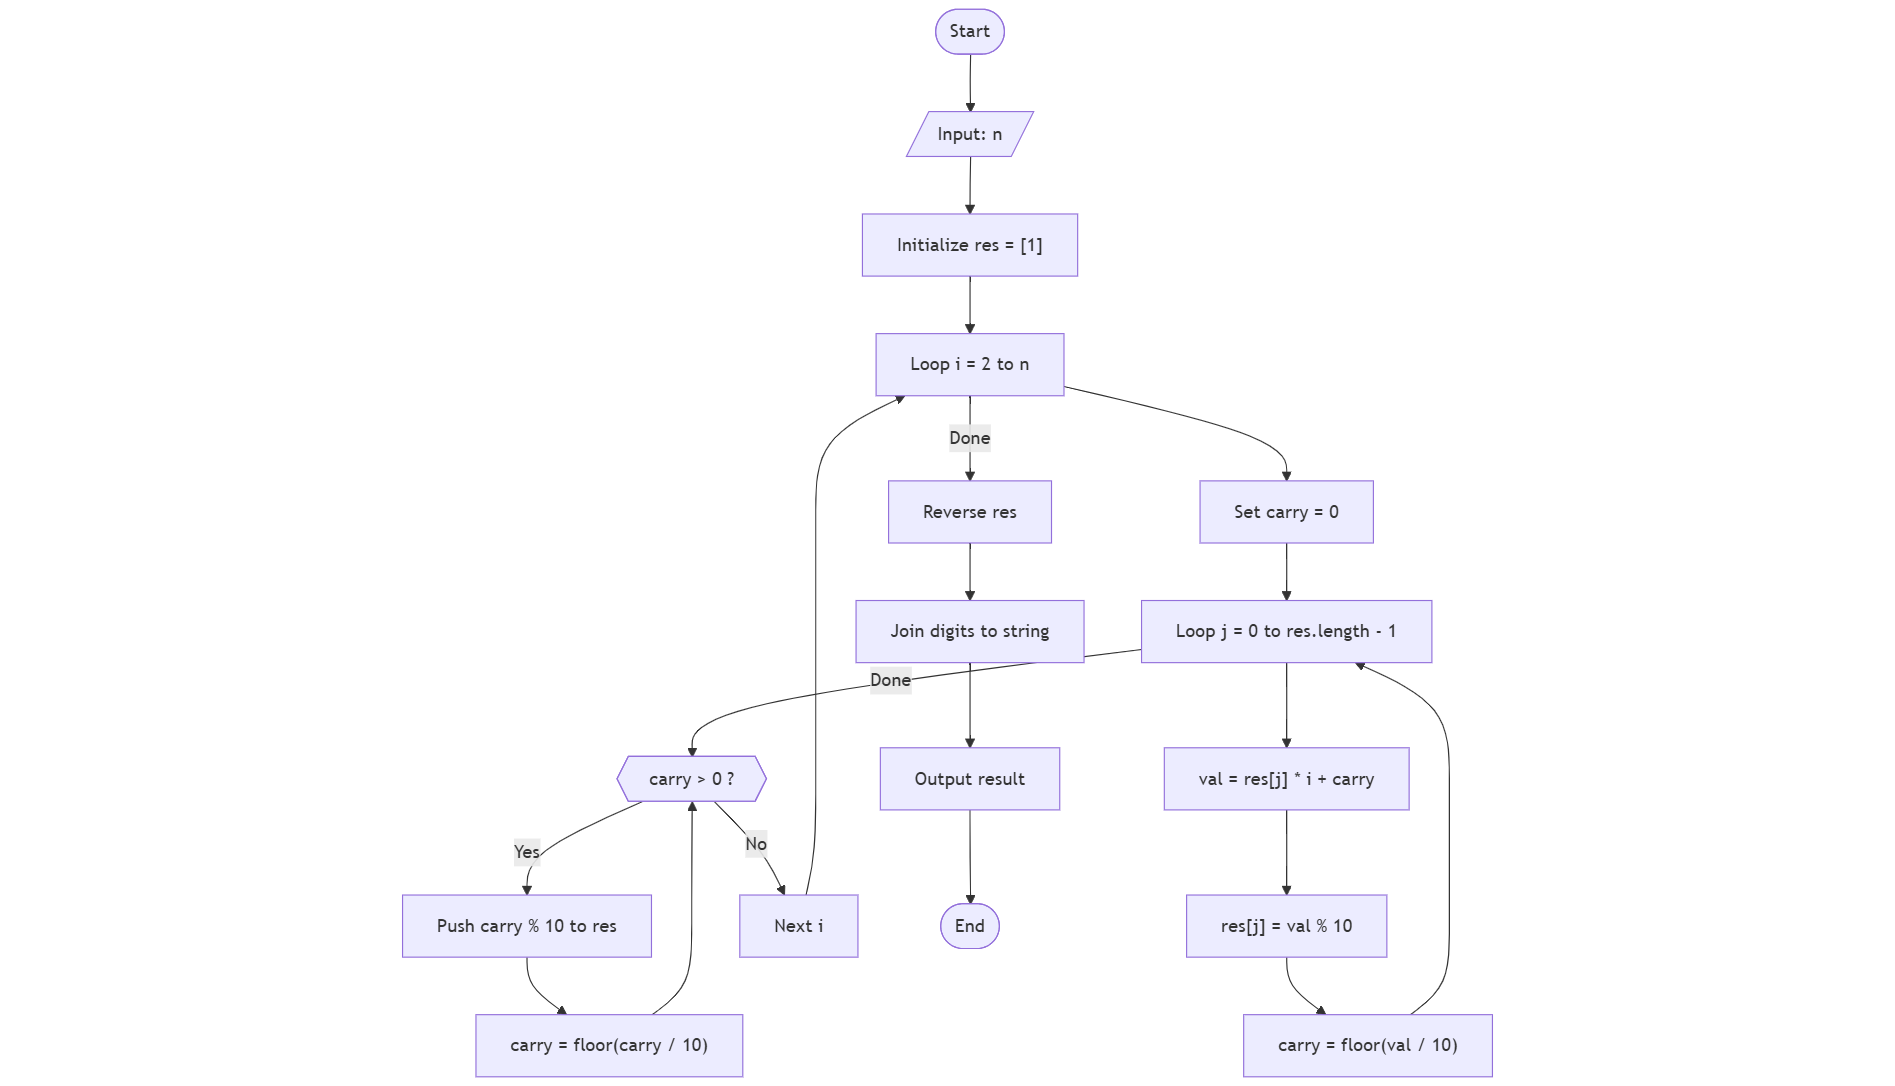 Start
Input: n
Initialize res = [1]
Loop i = 2 to n
Done
Reverse res
Set carry = 0
Join digits to string
Loop j = 0 to res.length - 1
Done
carry > 0 ?
Output result
val = res[j] * i + carry
Yes
No
Push carry % 10 to res
Next i
End
res[j] = val % 10
carry = floor(carry / 10)
carry = floor(val / 10)